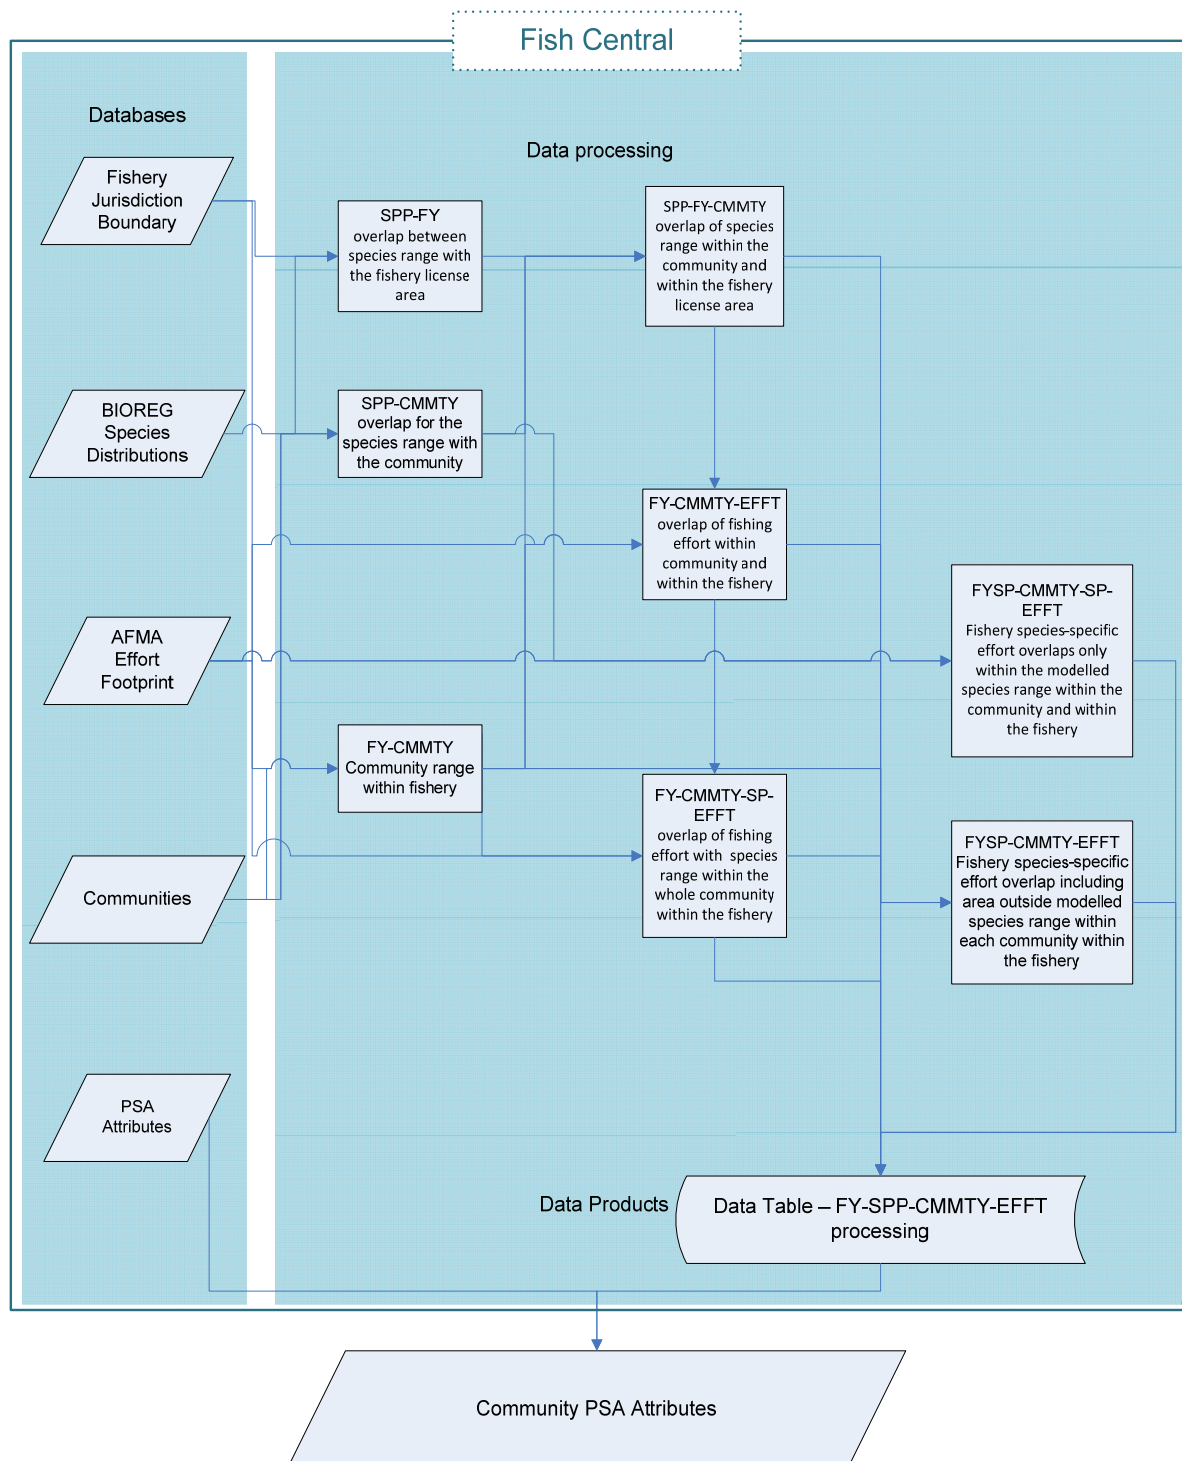 Fish Central
Databases
Data processing
Fishery
Jurisdiction
Boundary
SPP-FY
overlap between
species range with
the fishery license
area
SPP-FY-CMMTY
overlap of species
range within the
community and
within the fishery
license area
BIOREG
Species
Distributions
SPP-CMMTY
overlap for the
species range with
the community
FY-CMMTY-EFFT
overlap of fishing
effort within
community and
within the fishery
FYSP-CMMTY-SP-
EFFT
Fishery species-specific
effort overlaps only
within the modelled
species range within the
community and within
the fishery
AFMA
Effort
Footprint
FY-CMMTY
Community range
within fishery
FY-CMMTY-SP-
EFFT
overlap of fishing
effort with species
range within the
whole community
within the fishery
FYSP-CMMTY-EFFT
Fishery species-specific
effort overlap including
area outside modelled
species range within
each community within
the fishery
Communities
PSA
Attributes
Data Products
Data Table – FY-SPP-CMMTY-EFFT
processing
Community PSA Attributes